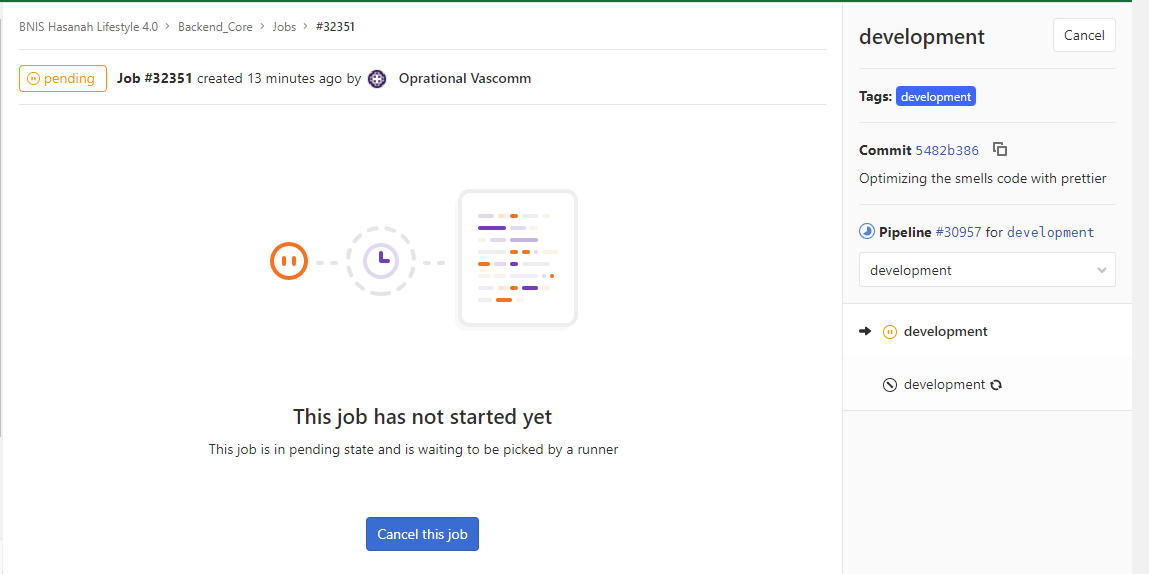 BNIS Hasanah Lifestyle 4.0 > Backend_Core > Jobs > #32351
pending Job #32351 created 13 minutes ago by Oprational Vascomm
This job has not started yet
This job is in pending state and is waiting to be picked by a runner
Cancel this job
development Cancel
Tags: development
Commit 5482b386
Optimizing the smells code with prettier
Pipeline #30957 for development
development
development
development